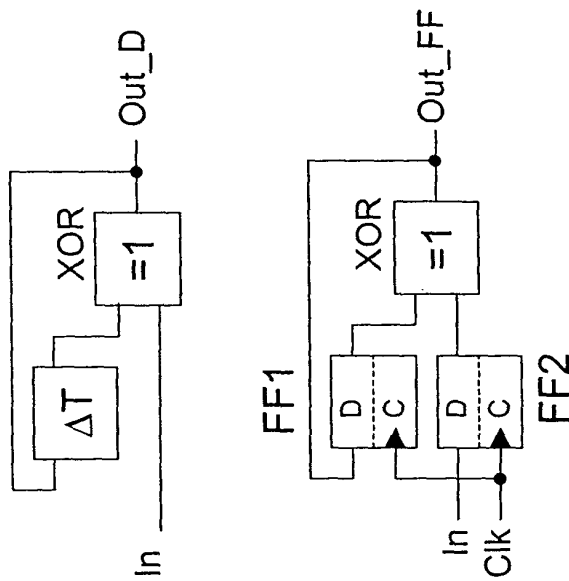 XOR
ΔT
=1
Out_D
In
FF1
XOR
D
C
=1
Out_FF
D
C
In
Clk
FF2